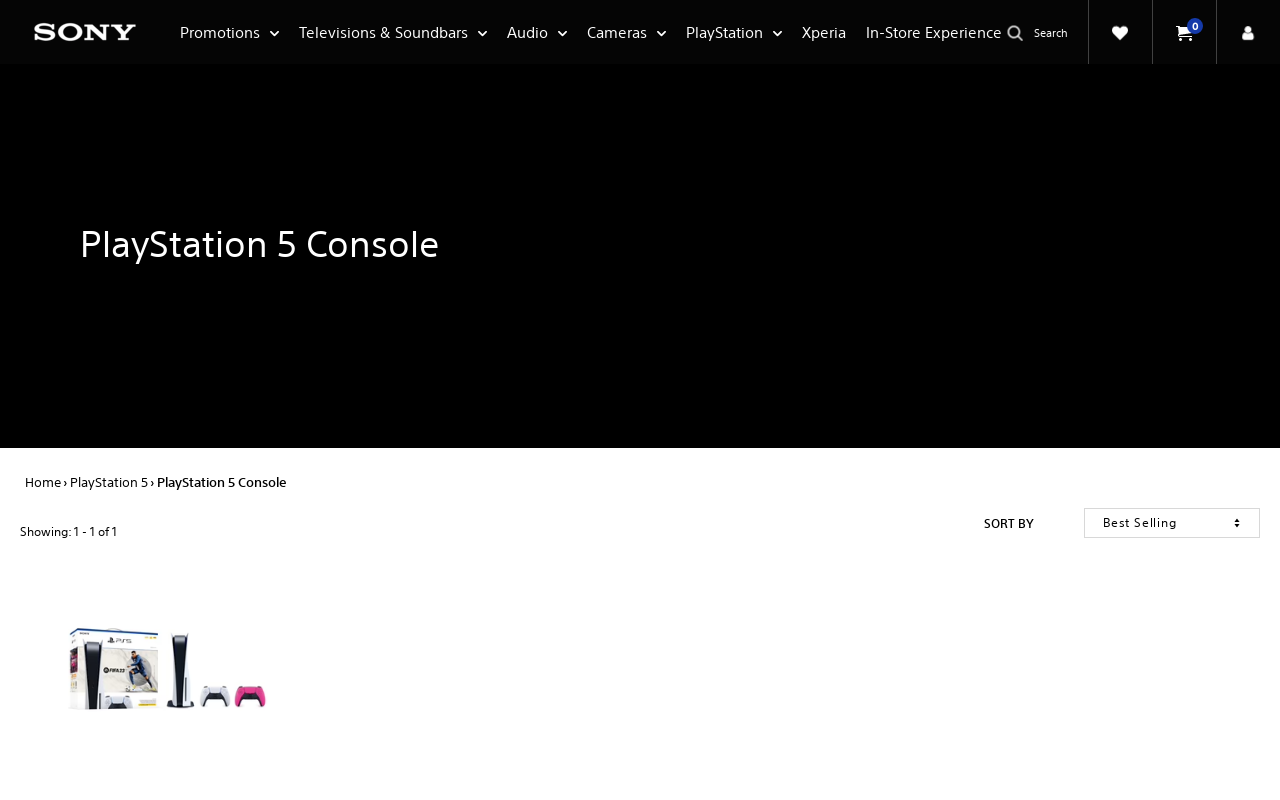 SONY
Promotions
Televisions & Soundbars
Audio
Cameras
PlayStation
Xperia
In-Store Experience
Search
0
PlayStation 5 Console
Home › PlayStation 5 › PlayStation 5 Console
Showing: 1 - 1 of 1
SORT BY
Best Selling
PS5
FIFA 23